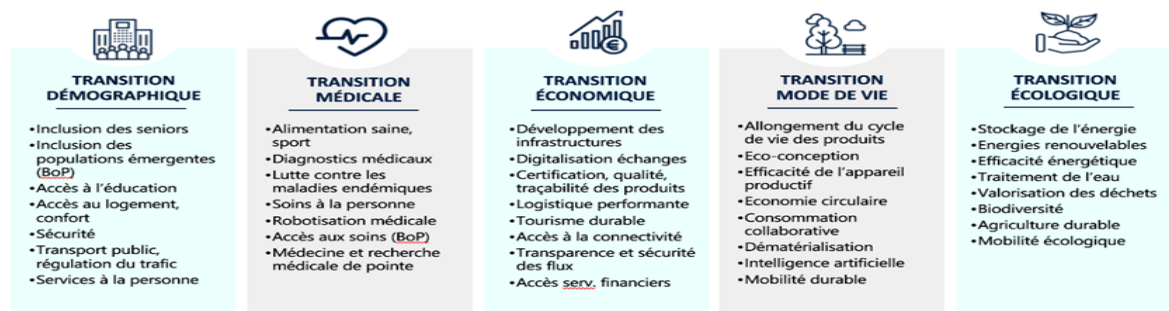 TRANSITION
DÉMOGRAPHIQUE
•Inclusion des seniors
•Inclusion des
populations émergentes
(BoP)
•Accès à l'éducation
•Accès au logement,
confort
•Sécurité
•Transport public,
régulation du trafic
•Services à la personne
TRANSITION
MÉDICALE
•Alimentation saine,
sport
•Diagnostics médicaux
•Lutte contre les
maladies endémiques
•Soins à la personne
•Robotisation médicale
•Accès aux soins (BoP)
•Médecine et recherche
médicale de pointe
TRANSITION
ÉCONOMIQUE
•Développement des
infrastructures
•Digitalisation échanges
•Certification, qualité,
traçabilité des produits
•Logistique performante
•Tourisme durable
•Accès à la connectivité
•Transparence et sécurité
des flux
•Accès serv. financiers
TRANSITION
MODE DE VIE
•Allongement du cycle
de vie des produits
•Eco-conception
•Efficacité de l'appareil
productif
•Economie circulaire
•Consommation
collaborative
•Dématérialisation
•Intelligence artificielle
•Mobilité durable
TRANSITION
ÉCOLOGIQUE
•Stockage de l'énergie
•Energies renouvelables
•Efficacité énergétique
•Traitement de l'eau
•Valorisation des déchets
•Biodiversité
•Agriculture durable
•Mobilité écologique